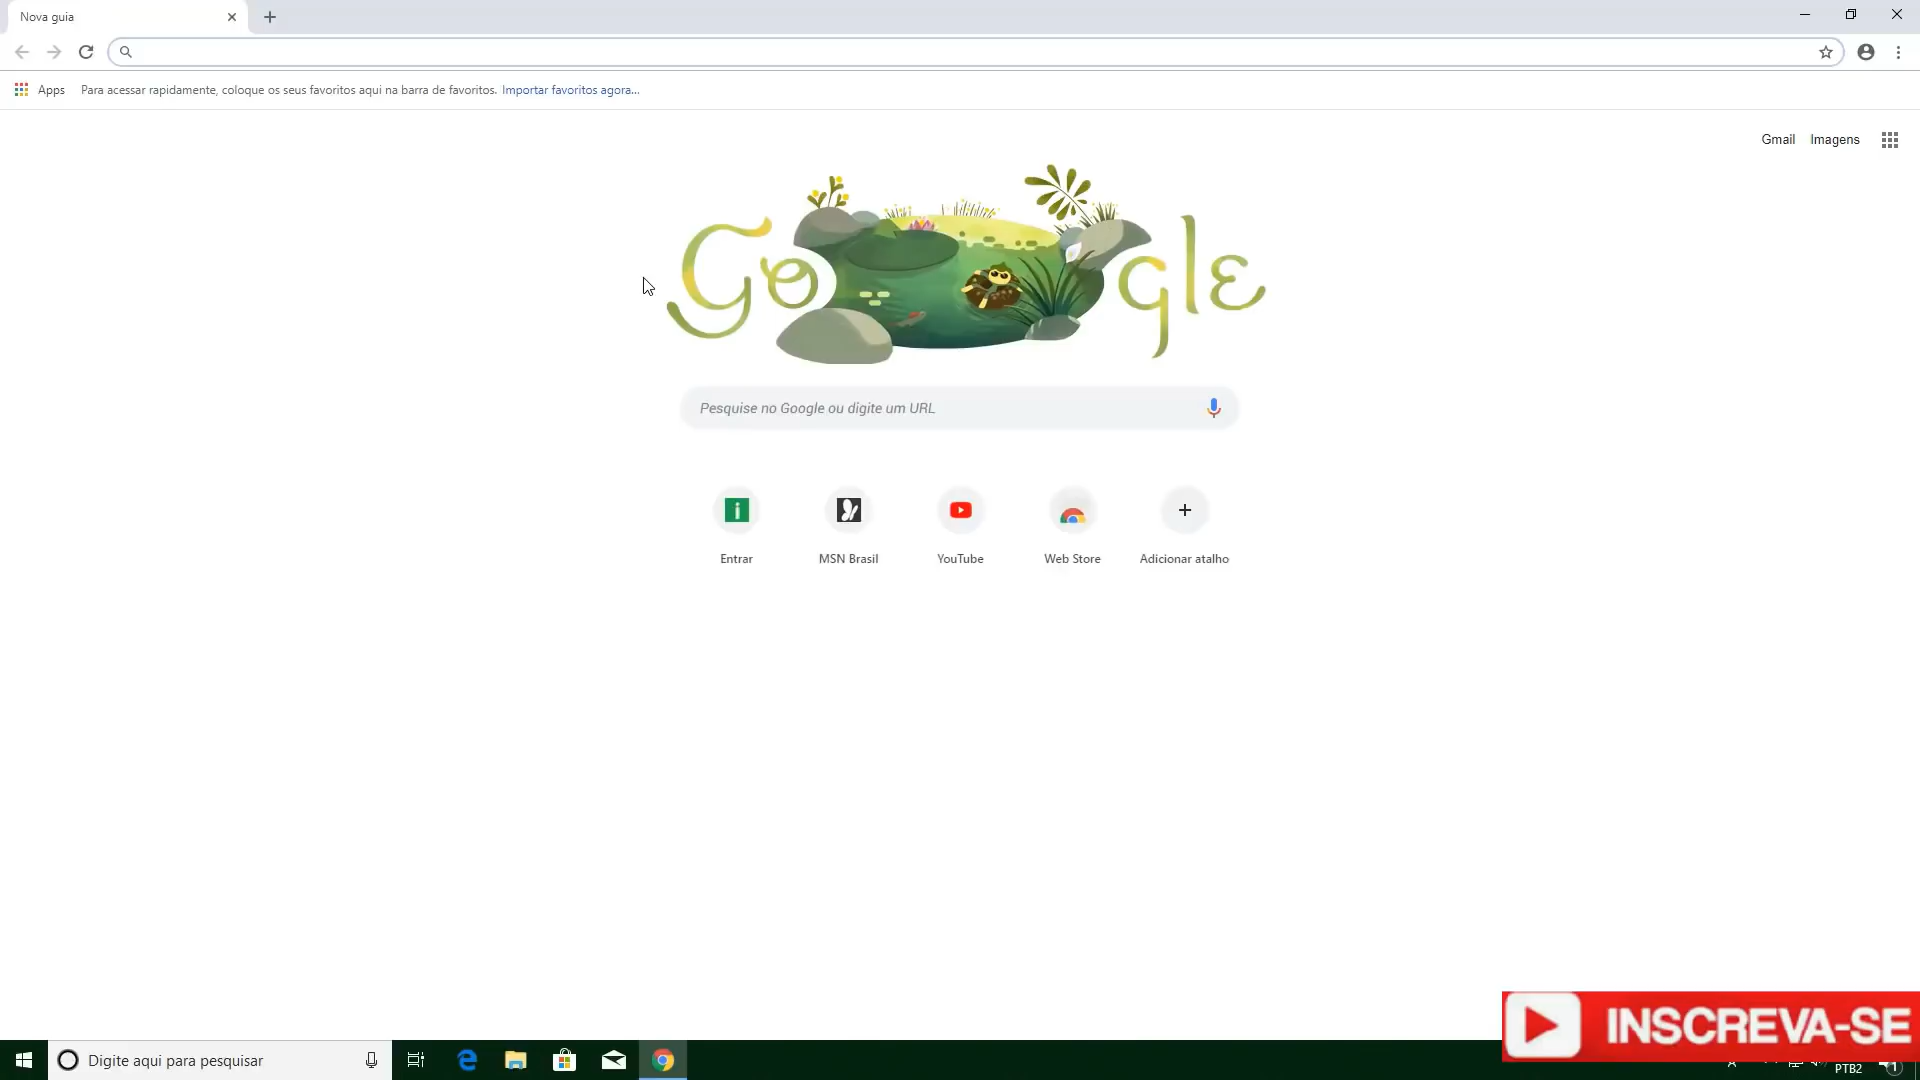 Nova guia
Apps Para acessar rapidamente, coloque os seus favoritos aqui na barra de favoritos. Importar favoritos agora...
Gmail Imagens
Google
Pesquise no Google ou digite um URL
Entrar MSN Brasil YouTube Web Store Adicionar atalho
INSCREVA-SE
Digite aqui para pesquisar
PTB2 1